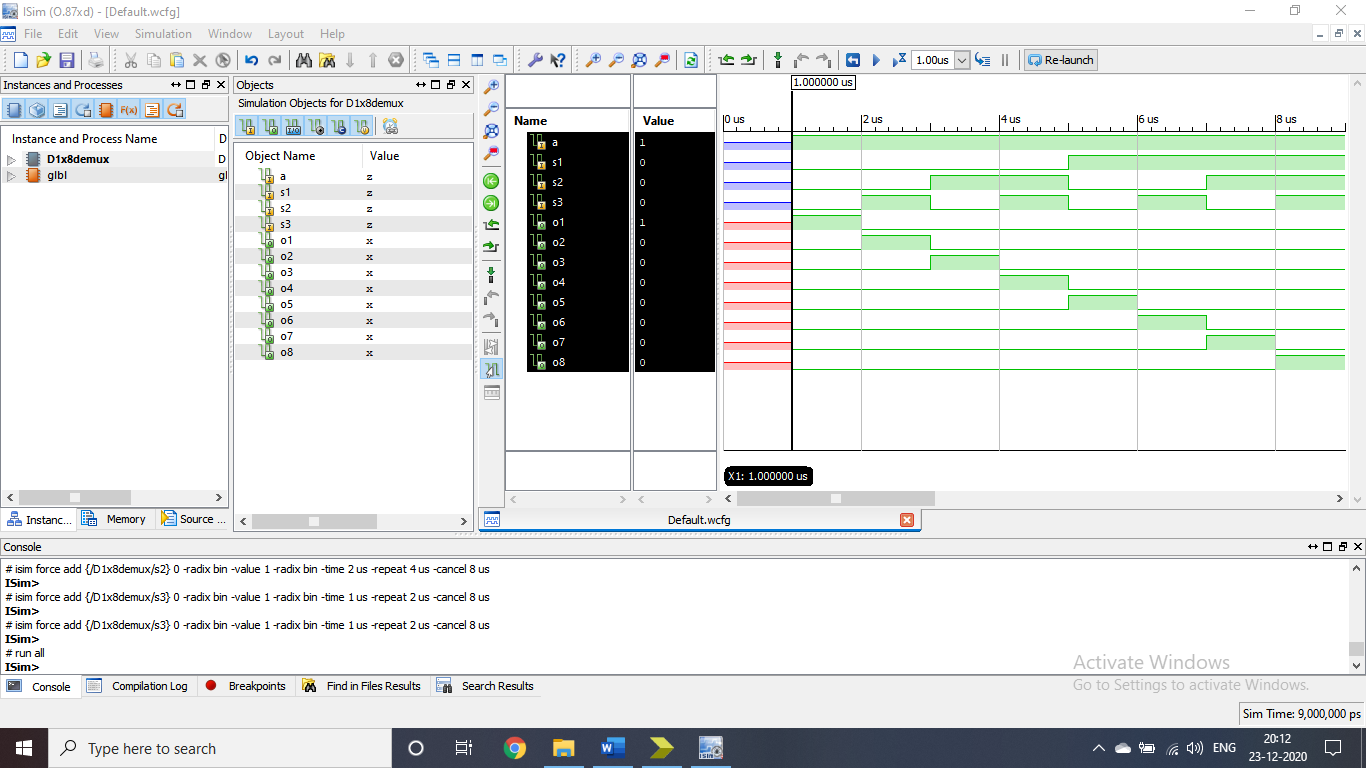 ISim (O.87xd) - [Default.wcfg]
File Edit View Simulation Window Layout Help
1.00us Re-launch
Instances and Processes
Instance and Process Name D
D1x8demux D
glbl gl
Instanc... Memory Source ...
Objects
Simulation Objects for D1x8demux
Object Name Value
a z
s1 z
s2 z
s3 z
o1 x
o2 x
o3 x
o4 x
o5 x
o6 x
o7 x
o8 x
Name Value
a 1
s1 0
s2 0
s3 0
o1 1
o2 0
o3 0
o4 0
o5 0
o6 0
o7 0
o8 0
1.000000 us
0 us 2 us 4 us 6 us 8 us
X1: 1.000000 us
Default.wcfg
Console
# isim force add {/D1x8demux/s2} 0 -radix bin -value 1 -radix bin -time 2 us -repeat 4 us -cancel 8 us
ISim>
# isim force add {/D1x8demux/s3} 0 -radix bin -value 1 -radix bin -time 1 us -repeat 2 us -cancel 8 us
ISim>
# isim force add {/D1x8demux/s3} 0 -radix bin -value 1 -radix bin -time 1 us -repeat 2 us -cancel 8 us
ISim>
# run all
ISim>
Activate Windows
Go to Settings to activate Windows.
Console Compilation Log Breakpoints Find in Files Results Search Results
Sim Time: 9,000,000 ps
Type here to search
ENG
20:12
23-12-2020